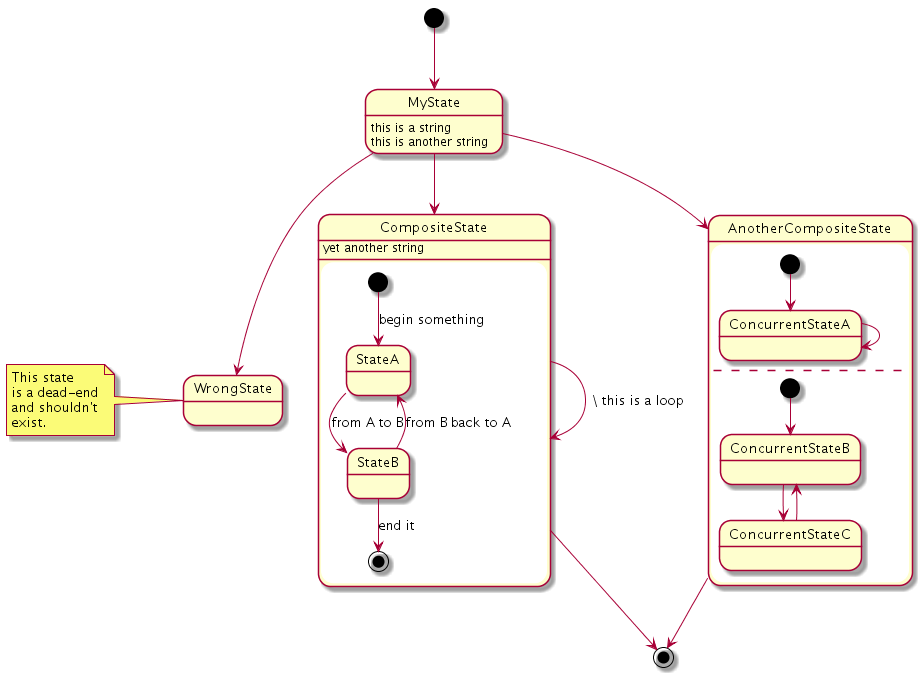 MyState
this is a string
this is another string
CompositeState
yet another string
begin something
StateA
from A to B
from B back to A
StateB
end it
\ this is a loop
AnotherCompositeState
ConcurrentStateA
ConcurrentStateB
ConcurrentStateC
This state
is a dead-end
and shouldn't
exist.
WrongState